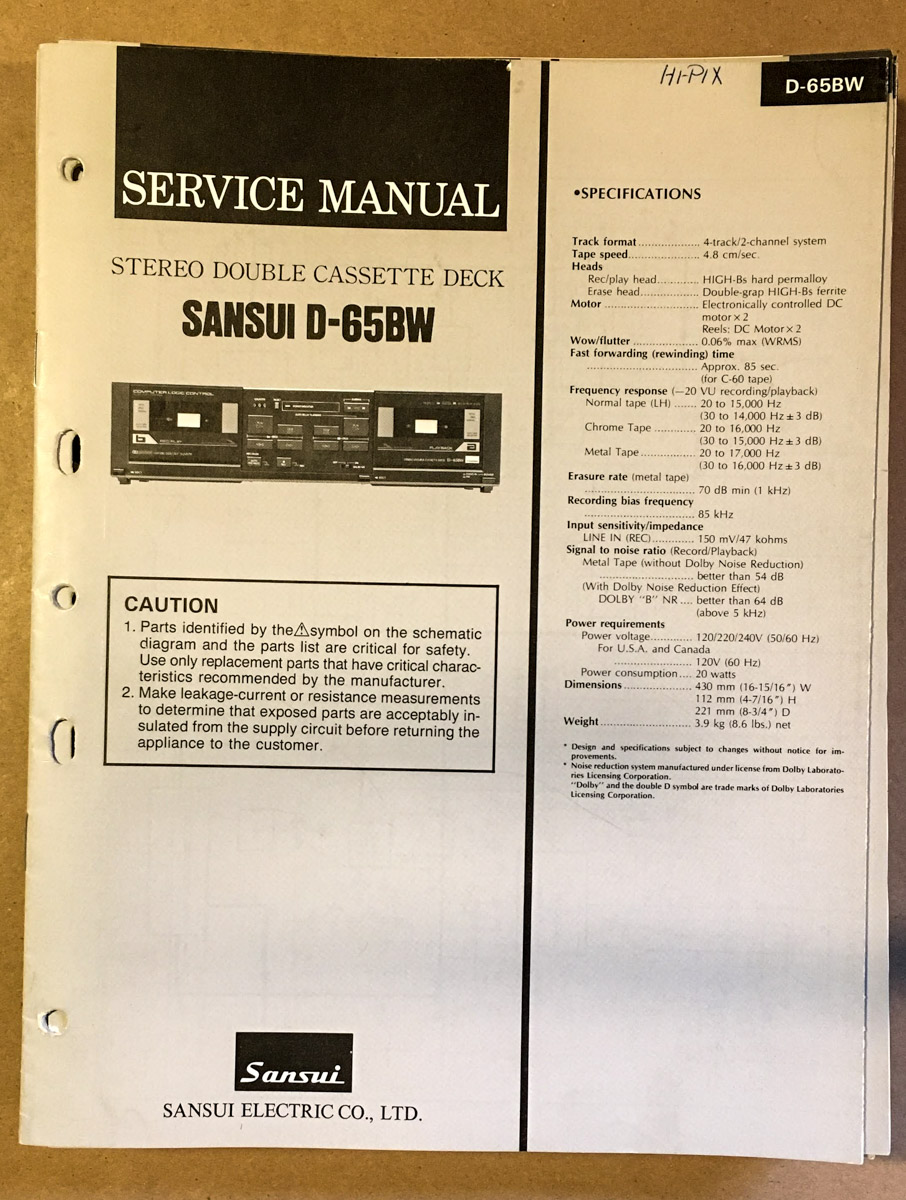 SERVICE MANUAL
STEREO DOUBLE CASSETTE DECK
SANSUI D-65BW
COMPUTER LOGIC CONTROL
b
a
D-65BW
CAUTION
1. Parts identified by the⚠symbol on the schematic
diagram and the parts list are critical for safety.
Use only replacement parts that have critical charac-
teristics recommended by the manufacturer.
2. Make leakage-current or resistance measurements
to determine that exposed parts are acceptably in-
sulated from the supply circuit before returning the
appliance to the customer.
Sansui
SANSUI ELECTRIC CO., LTD.
HI-PIX
D-65BW
•SPECIFICATIONS
Track format................... 4-track/2-channel system
Tape speed...................... 4.8 cm/sec.
Heads
Rec/play head............. HIGH-Bs hard permalloy
Erase head.................. Double-grap HIGH-Bs ferrite
Motor ............................. Electronically controlled DC
motor×2
Reels: DC Motor×2
Wow/flutter .................... 0.06% max (WRMS)
Fast forwarding (rewinding) time
.................................. Approx. 85 sec.
(for C-60 tape)
Frequency response (—20 VU recording/playback)
Normal tape (LH) ....... 20 to 15,000 Hz
(30 to 14,000 Hz±3 dB)
Chrome Tape ............. 20 to 16,000 Hz
(30 to 15,000 Hz±3 dB)
Metal Tape................. 20 to 17,000 Hz
(30 to 16,000 Hz±3 dB)
Erasure rate (metal tape)
.................................. 70 dB min (1 kHz)
Recording bias frequency
.................................. 85 kHz
Input sensitivity/impedance
LINE IN (REC)............. 150 mV/47 kohms
Signal to noise ratio (Record/Playback)
Metal Tape (without Dolby Noise Reduction)
............................. better than 54 dB
(With Dolby Noise Reduction Effect)
DOLBY "B" NR .... better than 64 dB
(above 5 kHz)
Power requirements
Power voltage............. 120/220/240V (50/60 Hz)
For U.S.A. and Canada
........................ 120V (60 Hz)
Power consumption.... 20 watts
Dimensions ..................... 430 mm (16-15/16″) W
112 mm (4-7/16″) H
221 mm (8-3/4″) D
Weight............................ 3.9 kg (8.6 lbs.) net
* Design and specifications subject to changes without notice for im-
provements.
* Noise reduction system manufactured under license from Dolby Laborato-
ries Licensing Corporation.
"Dolby" and the double D symbol are trade marks of Dolby Laboratories
Licensing Corporation.